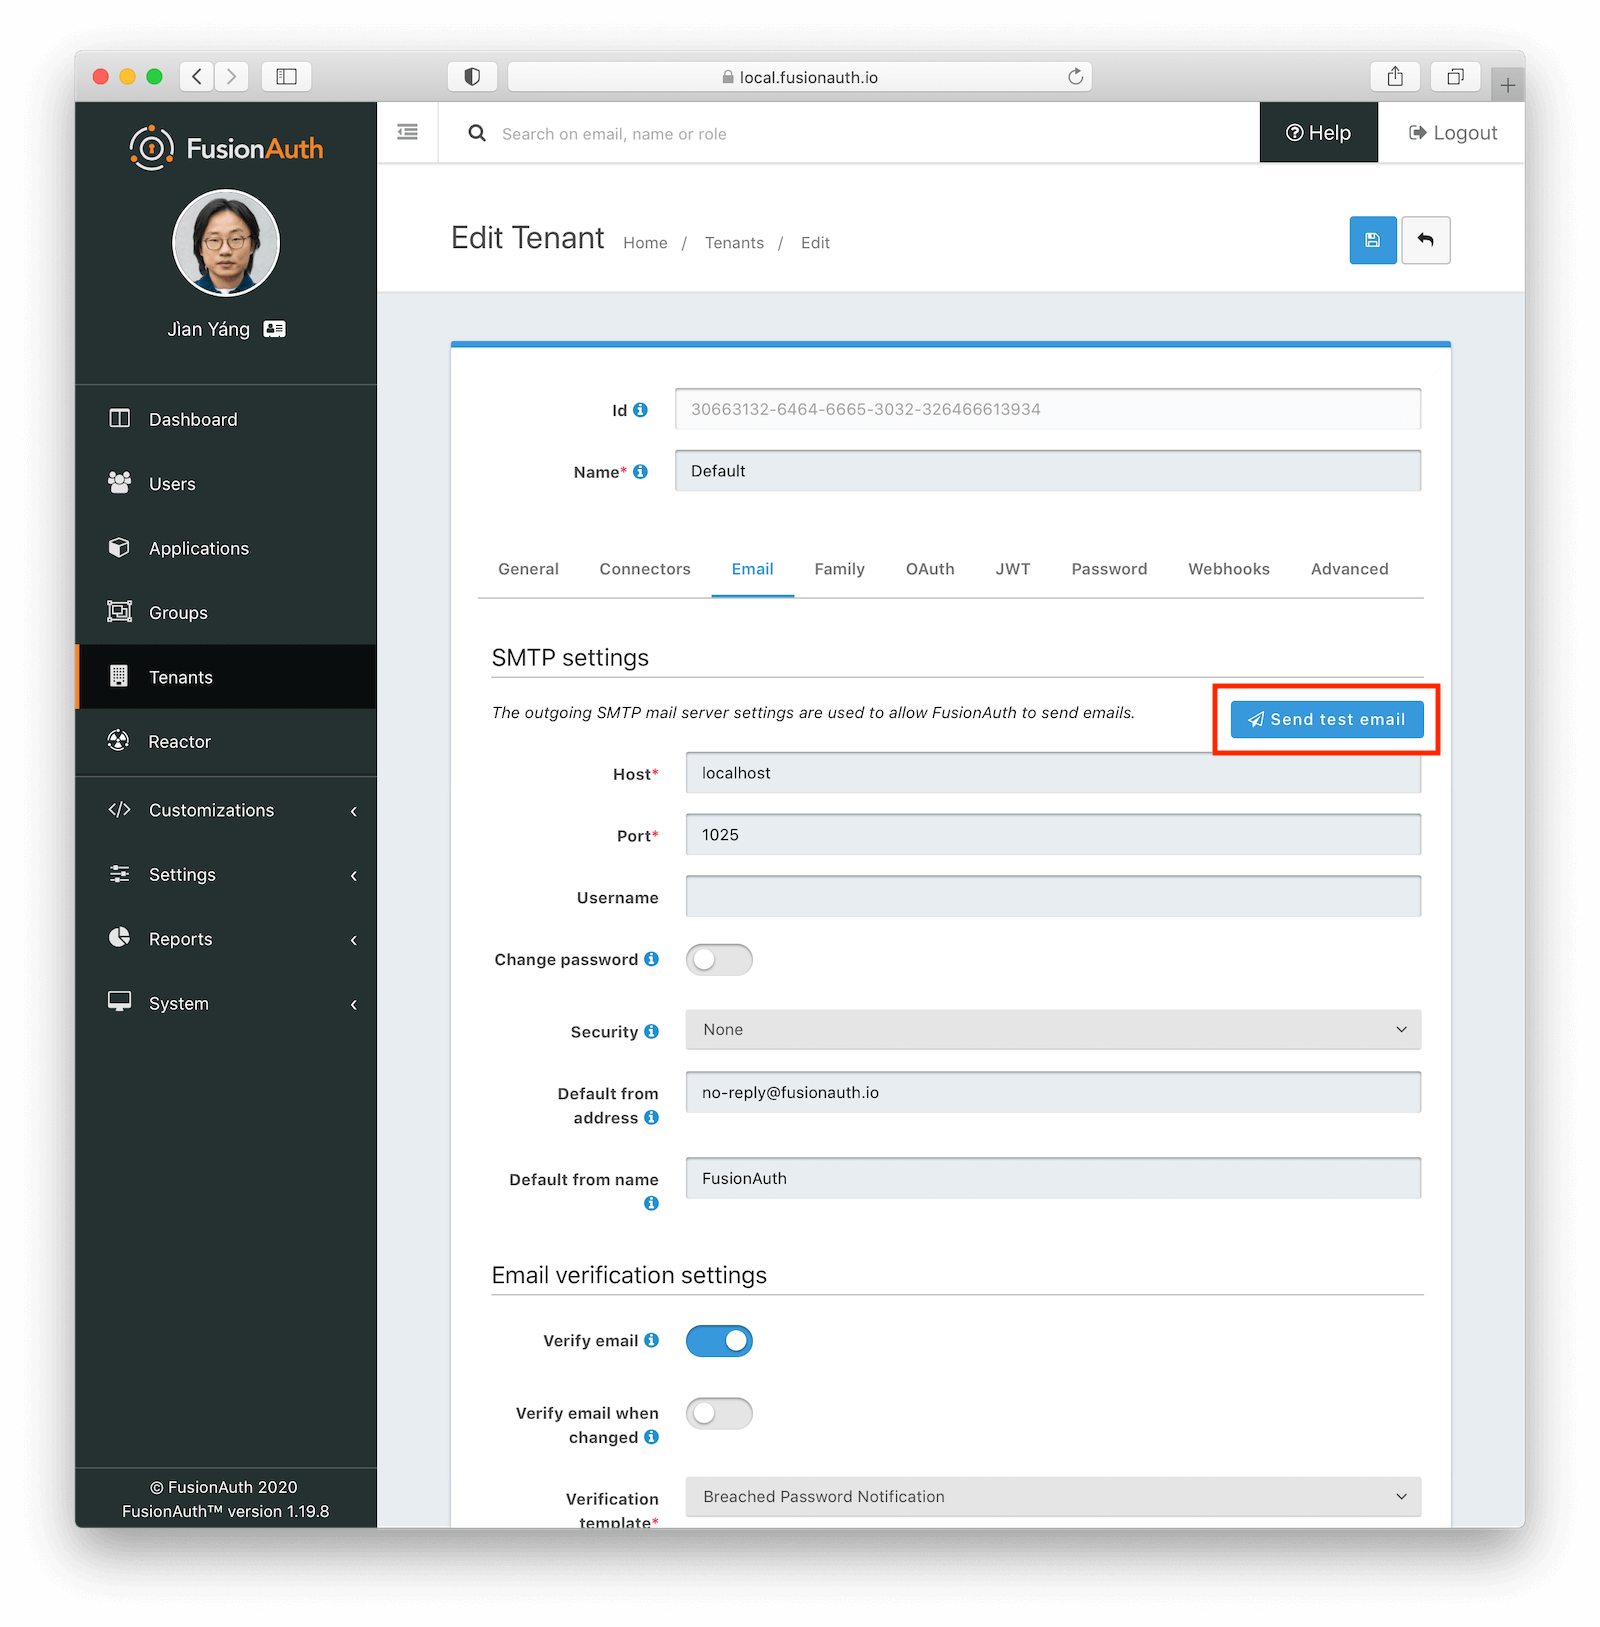 local.fusionauth.io
FusionAuth
Search on email, name or role
Help
Logout
Jìan Yáng
Edit Tenant
Home / Tenants / Edit
Dashboard
Users
Applications
Groups
Tenants
Reactor
Customizations
Settings
Reports
System
© FusionAuth 2020
FusionAuth™ version 1.19.8
Id
30663132-6464-6665-3032-326466613934
Name*
Default
General Connectors Email Family OAuth JWT Password Webhooks Advanced
SMTP settings
The outgoing SMTP mail server settings are used to allow FusionAuth to send emails.
Send test email
Host*
localhost
Port*
1025
Username
Change password
Security
None
Default from
address
no-reply@fusionauth.io
Default from name
FusionAuth
Email verification settings
Verify email
Verify email when
changed
Verification
template*
Breached Password Notification